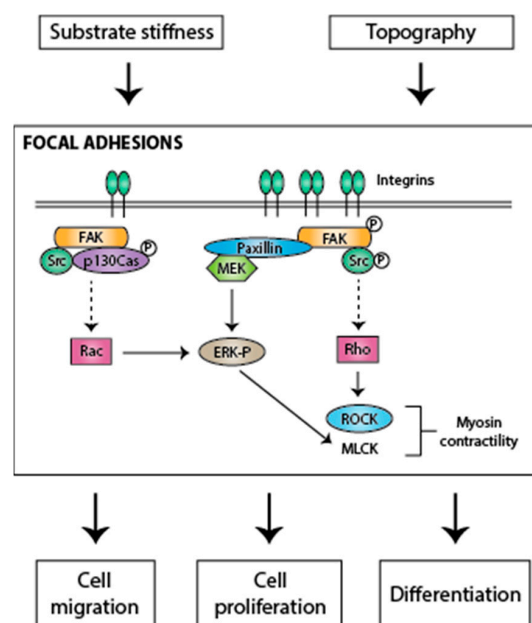 Substrate stiffness
Topography
FOCAL ADHESIONS
Integrins
FAK
Src
p130Cas
P
Paxillin
MEK
FAK
P
Src
P
Rac
ERK-P
Rho
ROCK
MLCK
Myosin
contractility
Cell
migration
Cell
proliferation
Differentiation